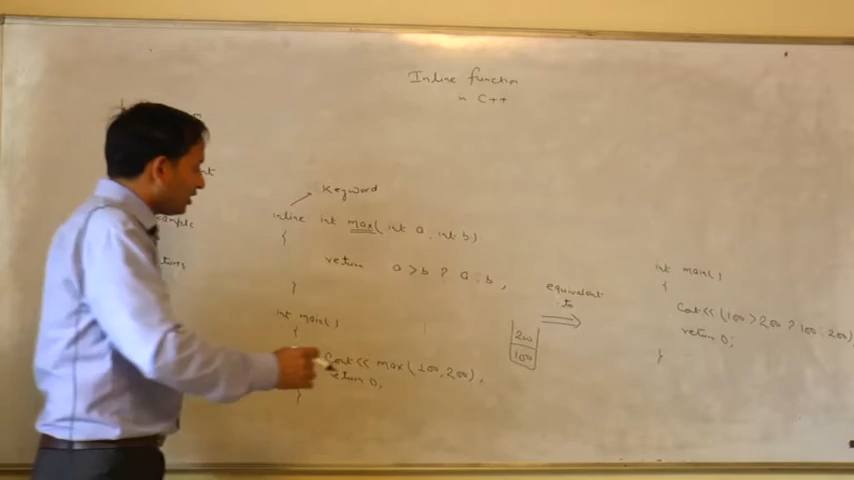 Inline function
in C++
Keyword
inline int max( int a, int b)
{
return a>b ? a : b ;
}
int main()
{
Cout << max(100, 200) ;
return 0;
}
200
100
equivalent
to
int main()
{
Cout << (100>200 ? 100 : 200)
return 0;
}